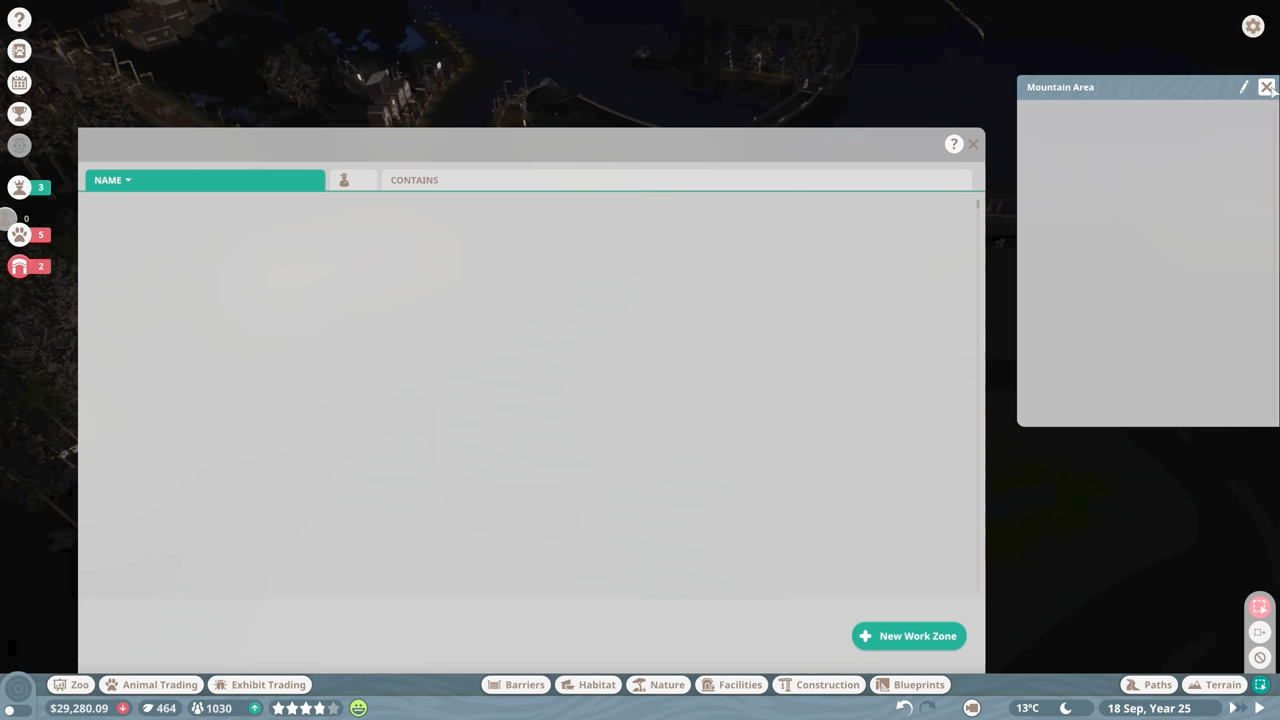 Mountain Area
NAME
CONTAINS
3
0
5
2
New Work Zone
Zoo
Animal Trading
Exhibit Trading
Barriers
Habitat
Nature
Facilities
Construction
Blueprints
Paths
Terrain
$29,280.09
464
1030
13°C
18 Sep, Year 25